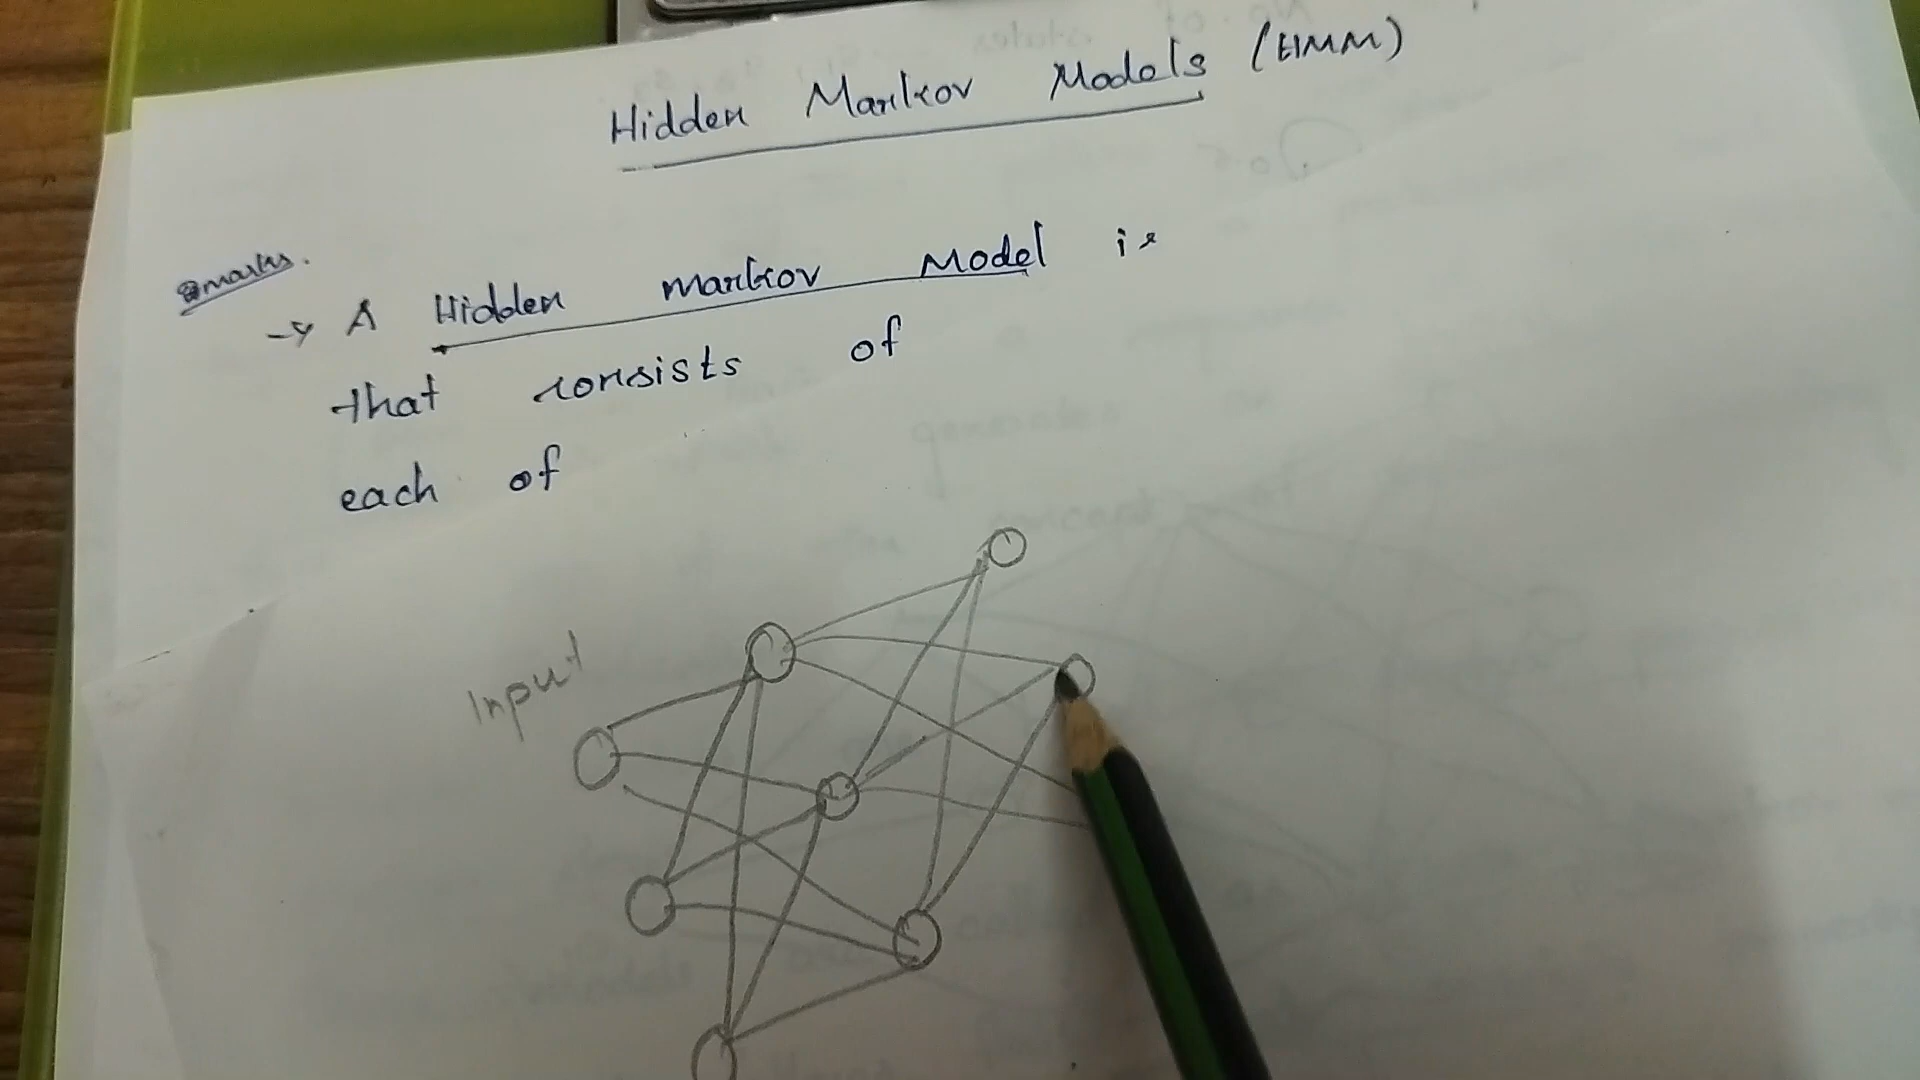 Hidden Markov Models (HMM)
marks.
→ A Hidden markov Model is
that consists of
each of
Input